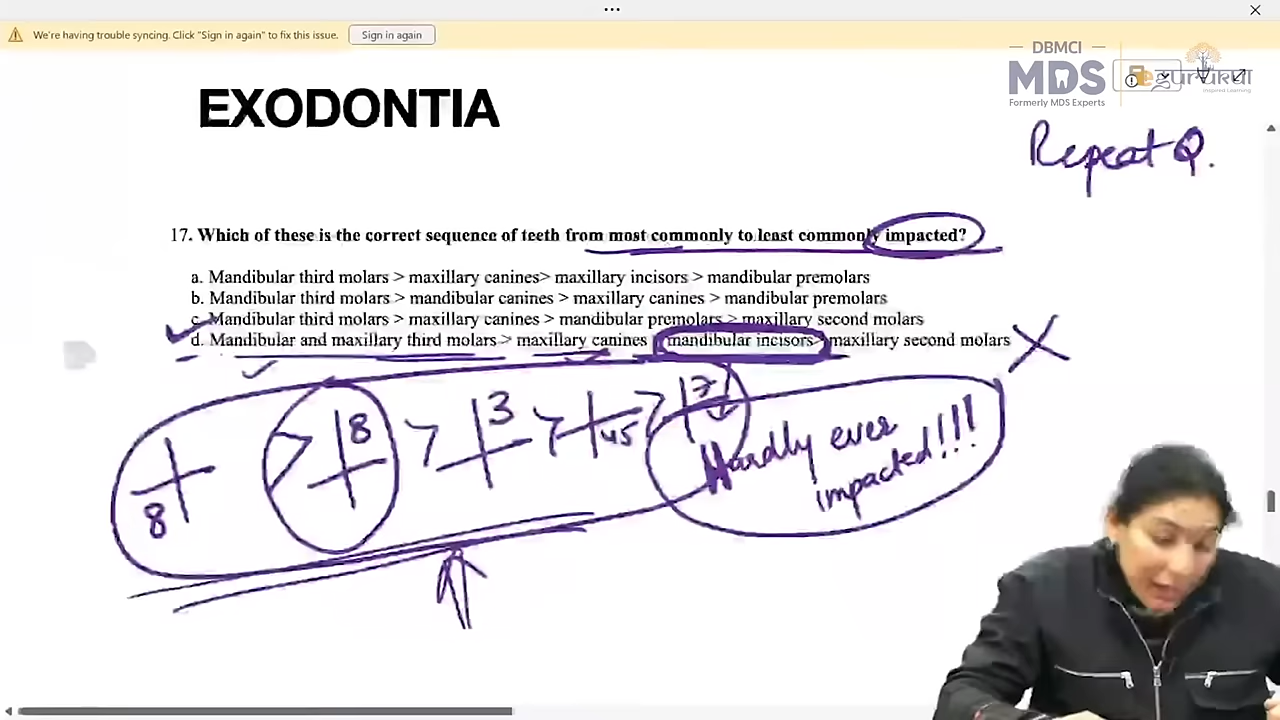 We're having trouble syncing. Click "Sign in again" to fix this issue. Sign in again
DBMCI
MDS
Formerly MDS Experts
eगुरुकुल
Inspired Learning
EXODONTIA
Repeat Q.
17. Which of these is the correct sequence of teeth from most commonly to least commonly impacted?
a. Mandibular third molars > maxillary canines> maxillary incisors > mandibular premolars
b. Mandibular third molars > mandibular canines > maxillary canines > mandibular premolars
c. Mandibular third molars > maxillary canines > mandibular premolars > maxillary second molars
d. Mandibular and maxillary third molars> maxillary canines mandibular incisors> maxillary second molars
8 > 8 > 3 > 45 > 7
Hardly ever
impacted!!!